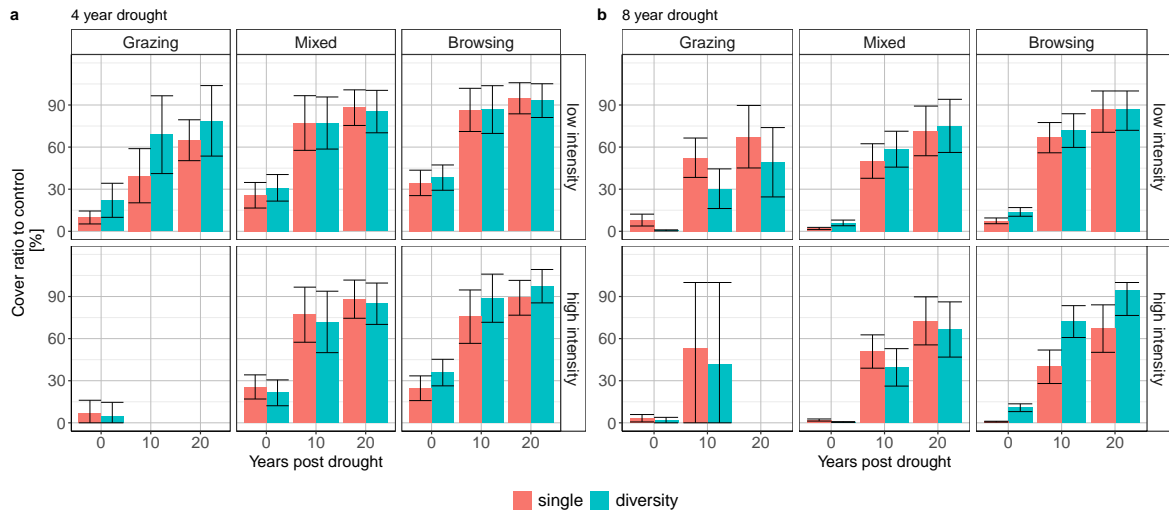 a 4 year drought
Grazing Mixed Browsing
low intensity
high intensity
Cover ratio to control
[%]
90
60
30
0
90
60
30
0
0 10 20 0 10 20 0 10 20
Years post drought
b 8 year drought
Grazing Mixed Browsing
low intensity
high intensity
90
60
30
0
90
60
30
0
0 10 20 0 10 20 0 10 20
Years post drought
single diversity